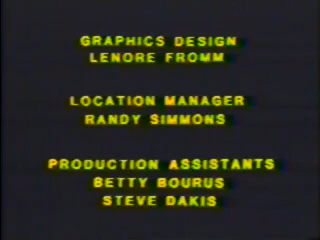 GRAPHICS DESIGN
LENORE FROMM
LOCATION MANAGER
RANDY SIMMONS
PRODUCTION ASSISTANTS
BETTY BOURUS
STEVE DAKIS